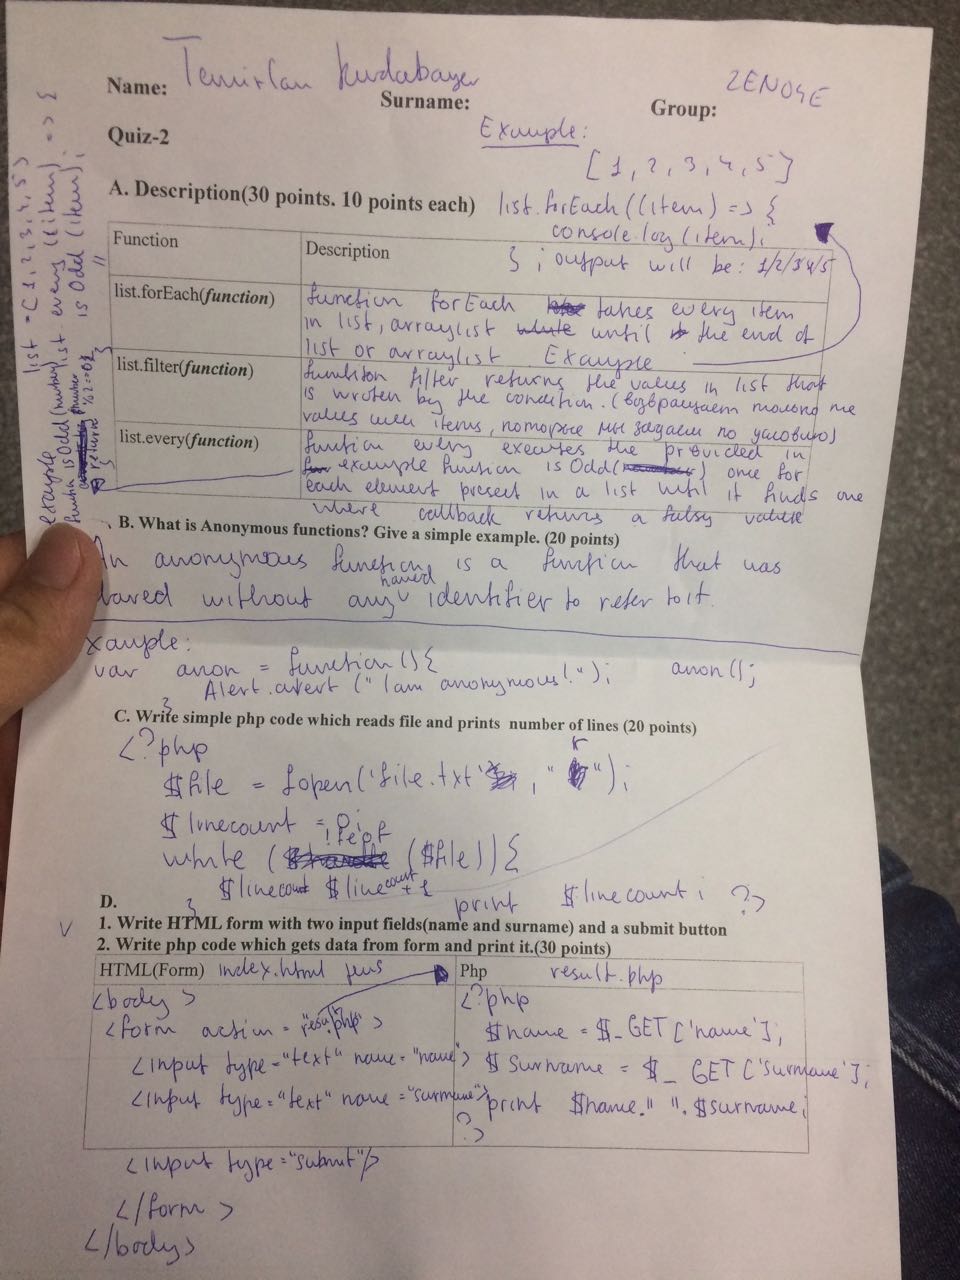 Name: Temirlan Kudabayev
Surname:
Group: 2EN04E
Quiz-2
Example:
[1, 2, 3, 4, 5]
A. Description(30 points. 10 points each)
list.forEach((item) => {
console.log(item);
} ; output will be: 1/2/3/4/5
Function
Description
list.forEach(function)
function forEach takes every item
in list, arraylist until the end of
list or arraylist Example
list.filter(function)
function filter returns the values in list that
is wroten by the condition. (возвращает только те
values или items, которые мы задаем по условию)
list.every(function)
function every executes the provided in
example function isOdd( ) once for
each element present in a list until it finds one
where callback returns a falsy value
example list = [1, 2, 3, 4, 5]
list.every((item) => {
isOdd(item);
function isOdd(number
return number %2==0;
}
B. What is Anonymous functions? Give a simple example. (20 points)
An anonymous function is a function that was
without any named identifier to refer to it.
xample:
var anon = function(){
Alert.alert("I am anonymous!"); anon();
}
C. Write simple php code which reads file and prints number of lines (20 points)
<?php
$file = fopen('file.txt', "r");
$linecount = 0;
while (!feof($file)){
$linecount $linecount + 1
} print $linecount; ?>
D.
v 1. Write HTML form with two input fields(name and surname) and a submit button
2. Write php code which gets data from form and print it.(30 points)
HTML(Form) index.html
Php result.php
<body>
<form action = "resu.php">
<input type="text" name="name">
<input type="text" name="surname">
<?php
$name = $_GET['name'];
$surname = $_GET['surname'];
print $name." ".$surname;
?>
<input type="submit"/>
</form>
</body>